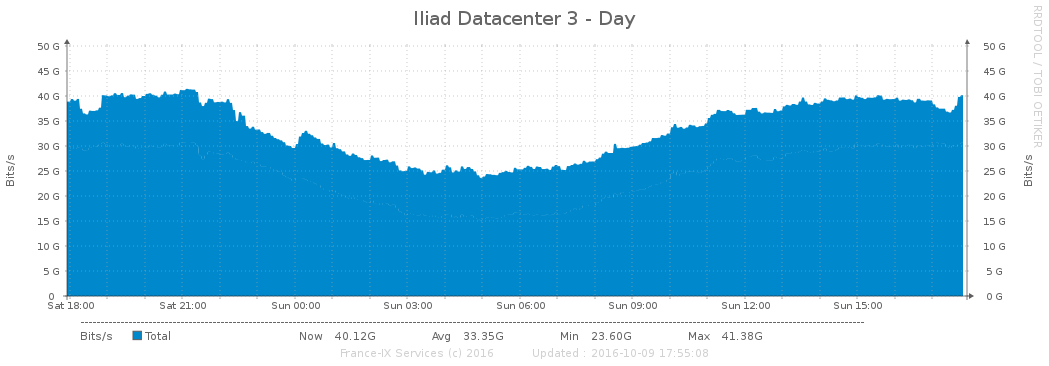 Iliad Datacenter 3 - Day
RRDTOOL / TOBI OETIKER
50 G 50 G
45 G 45 G
40 G 40 G
35 G 35 G
30 G 30 G
25 G 25 G
20 G 20 G
15 G 15 G
10 G 10 G
5 G 5 G
0 0 G
Bits/s Bits/s
Sat 18:00 Sat 21:00 Sun 00:00 Sun 03:00 Sun 06:00 Sun 09:00 Sun 12:00 Sun 15:00
Bits/s Total Now 40.12G Avg 33.35G Min 23.60G Max 41.38G
France-IX Services (c) 2016 Updated : 2016-10-09 17:55:08